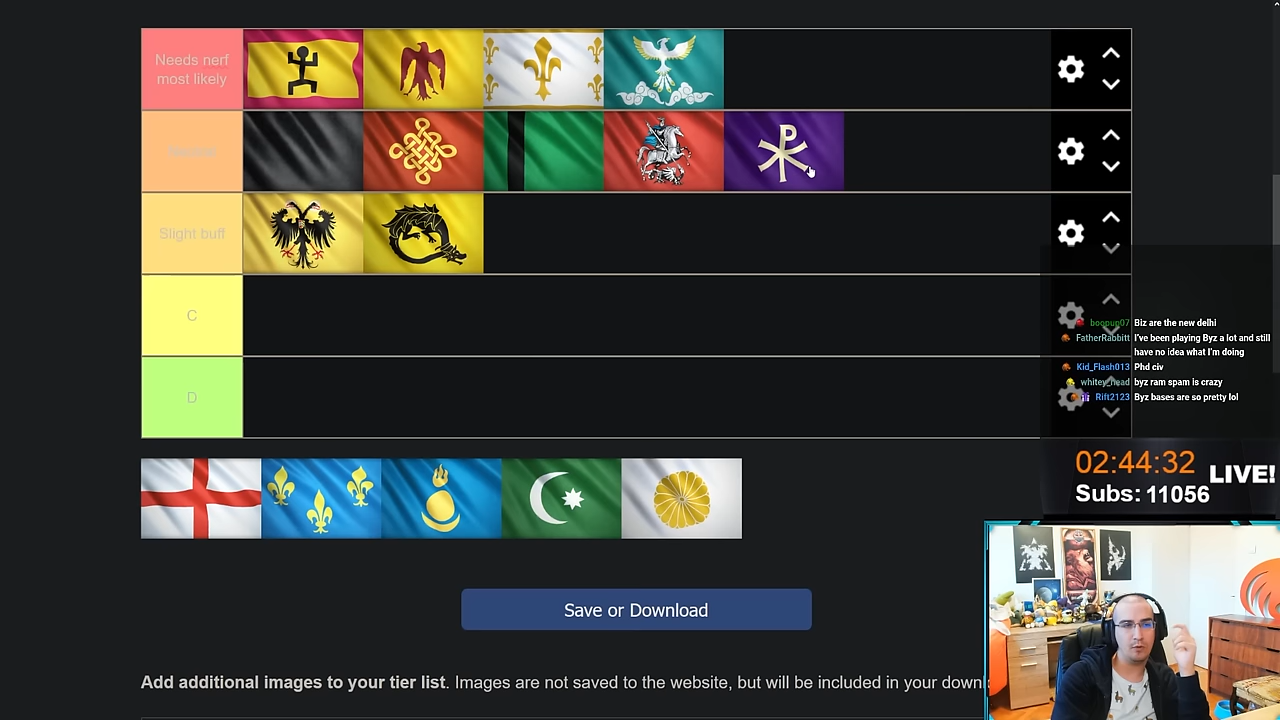 Needs nerf
most likely
Slight buff
C
D
boopup07 Biz are the new delhi
FatherRabbitt I've been playing Byz a lot and still
have no idea what I'm doing
Kid_Flash013 Phd civ
whitey_head byz ram spam is crazy
Rift2123 Byz bases are so pretty lol
02:44:32
LIVE!
Subs: 11056
Save or Download
Add additional images to your tier list. Images are not saved to the website, but will be included in your downl